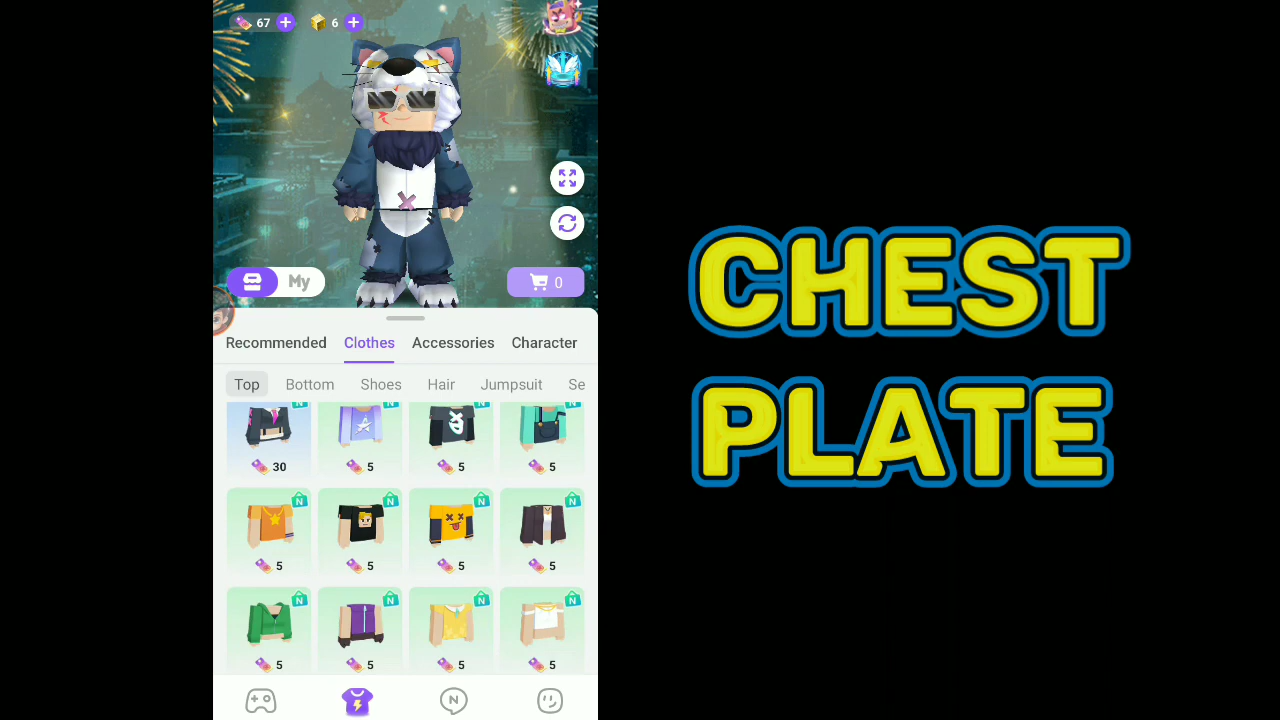 67
6
My
0
Recommended Clothes Accessories Character
Top Bottom Shoes Hair Jumpsuit Se
30 5 5 5
N N N N
5 5 5 5
N N N N
5 5 5 5
N
CHEST
PLATE